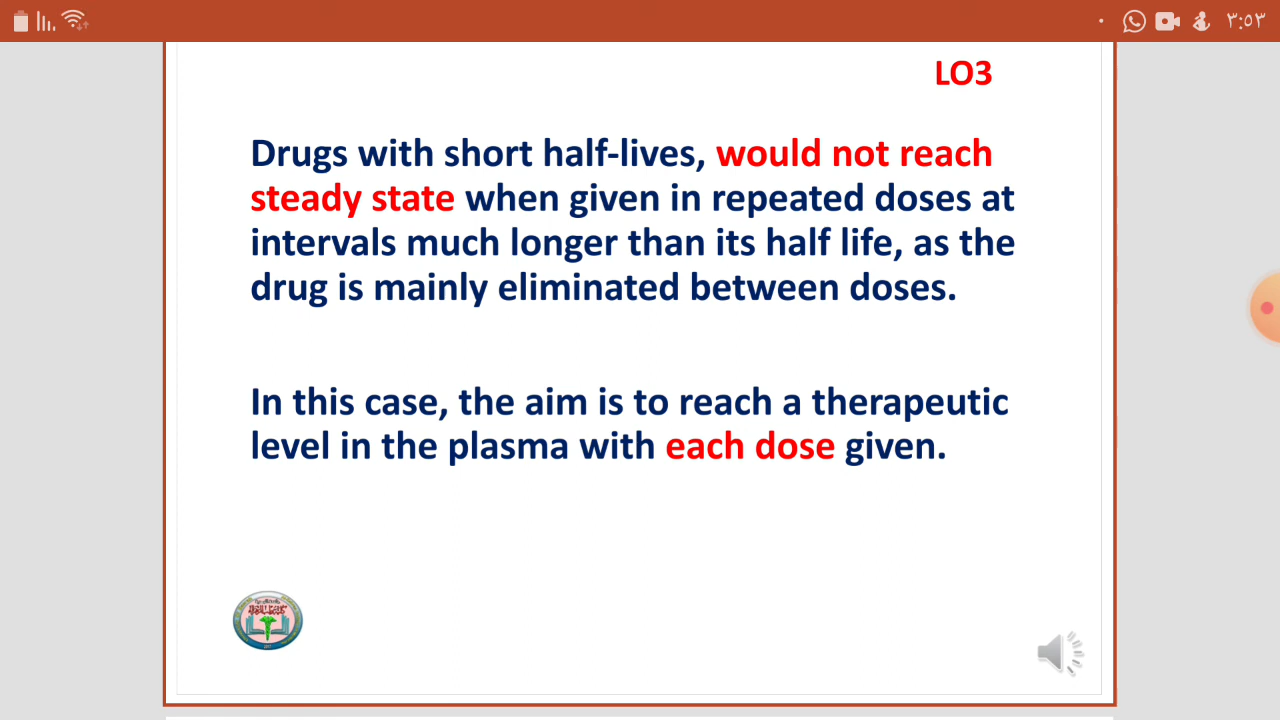 ٣:٥٣
LO3
Drugs with short half-lives, would not reach
steady state when given in repeated doses at
intervals much longer than its half life, as the
drug is mainly eliminated between doses.
In this case, the aim is to reach a therapeutic
level in the plasma with each dose given.